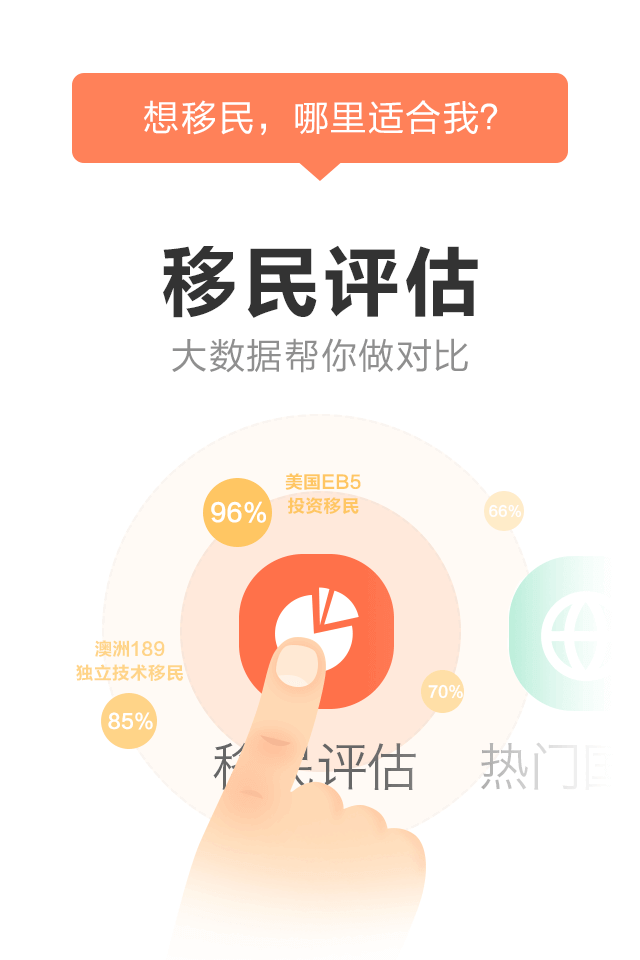 想移民，哪里适合我?
移民评估
大数据帮你做对比
美国EB5
投资移民
96%
66%
澳洲189
独立技术移民
85%
70%
移民评估
热门国